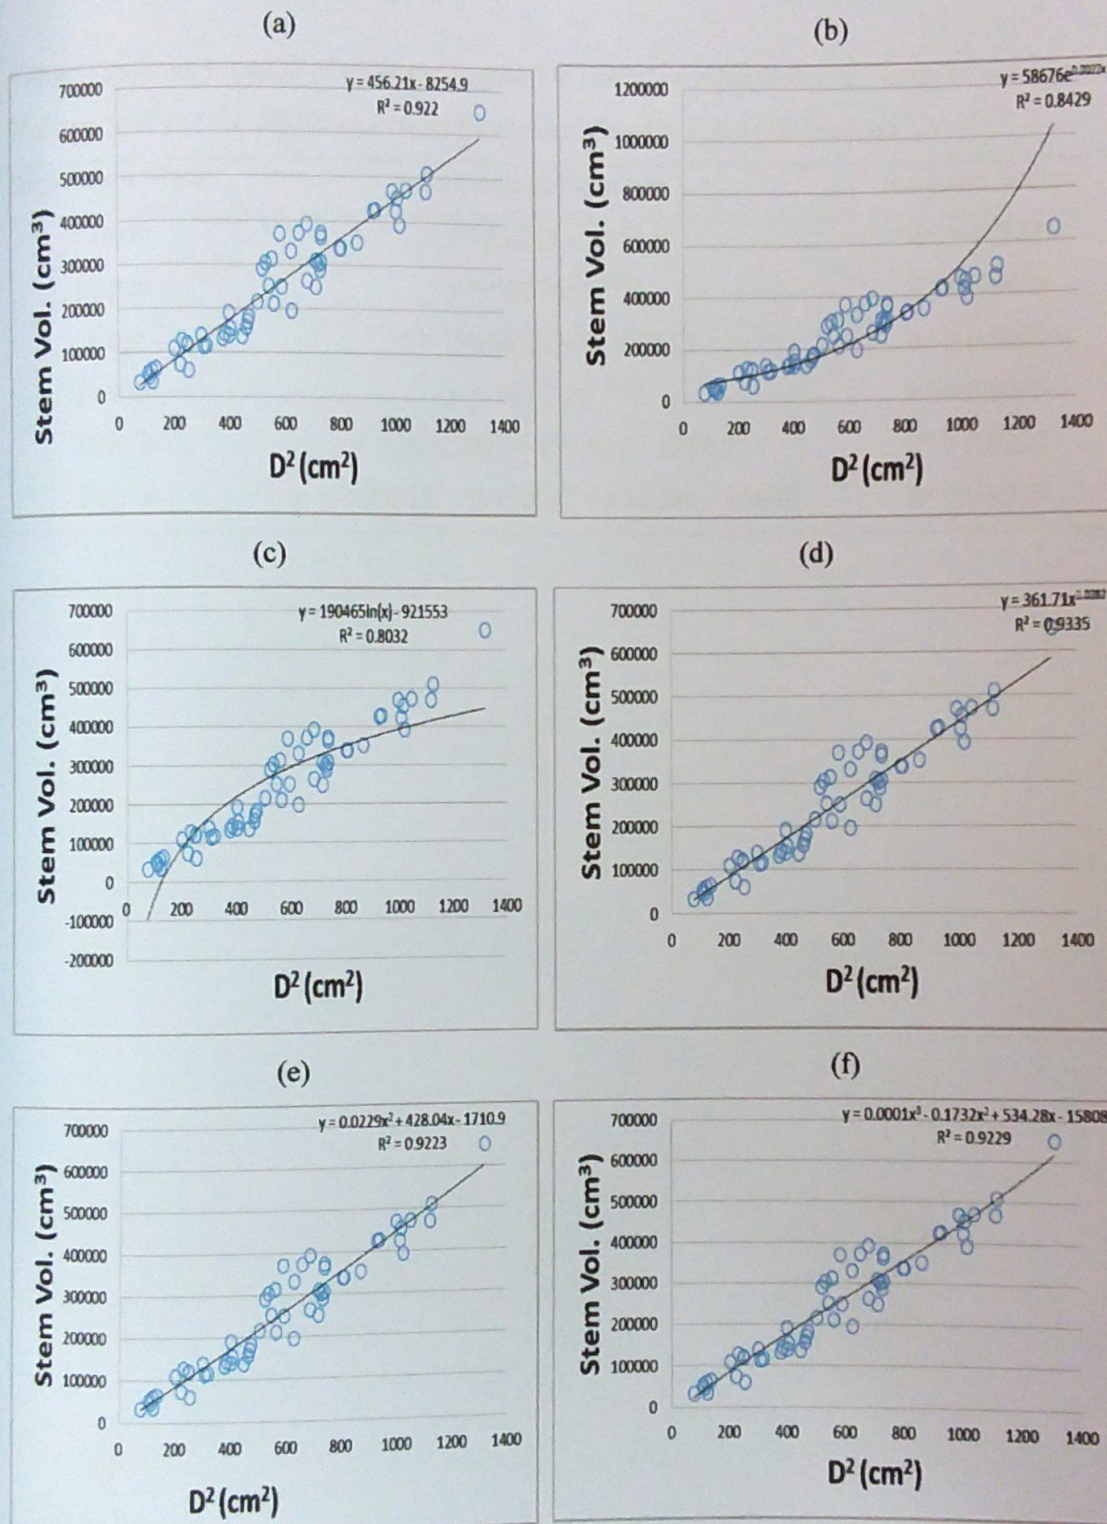 (a)
y = 456.21x - 8254.9
R² = 0.922
700000
600000
500000
400000
300000
200000
100000
0
0 200 400 600 800 1000 1200 1400
Stem Vol. (cm³)
D² (cm²)
(b)
y = 58676e
R² = 0.8429
1200000
1000000
800000
600000
400000
200000
0
0 200 400 600 800 1000 1200 1400
Stem Vol. (cm³)
D² (cm²)
(c)
y = 190465ln(x) - 921553
R² = 0.8032
700000
600000
500000
400000
300000
200000
100000
0
-100000
-200000
0 200 400 600 800 1000 1200 1400
Stem Vol. (cm³)
D² (cm²)
(d)
y = 361.71x
R² = 0.9335
700000
600000
500000
400000
300000
200000
100000
0
0 200 400 600 800 1000 1200 1400
Stem Vol. (cm³)
D² (cm²)
(e)
y = 0.0229x² + 428.04x - 1710.9
R² = 0.9223
700000
600000
500000
400000
300000
200000
100000
0
0 200 400 600 800 1000 1200 1400
Stem Vol. (cm³)
D² (cm²)
(f)
y = 0.0001x³ - 0.1732x² + 534.28x - 15808
R² = 0.9229
700000
600000
500000
400000
300000
200000
100000
0
0 200 400 600 800 1000 1200 1400
Stem Vol. (cm³)
D² (cm²)